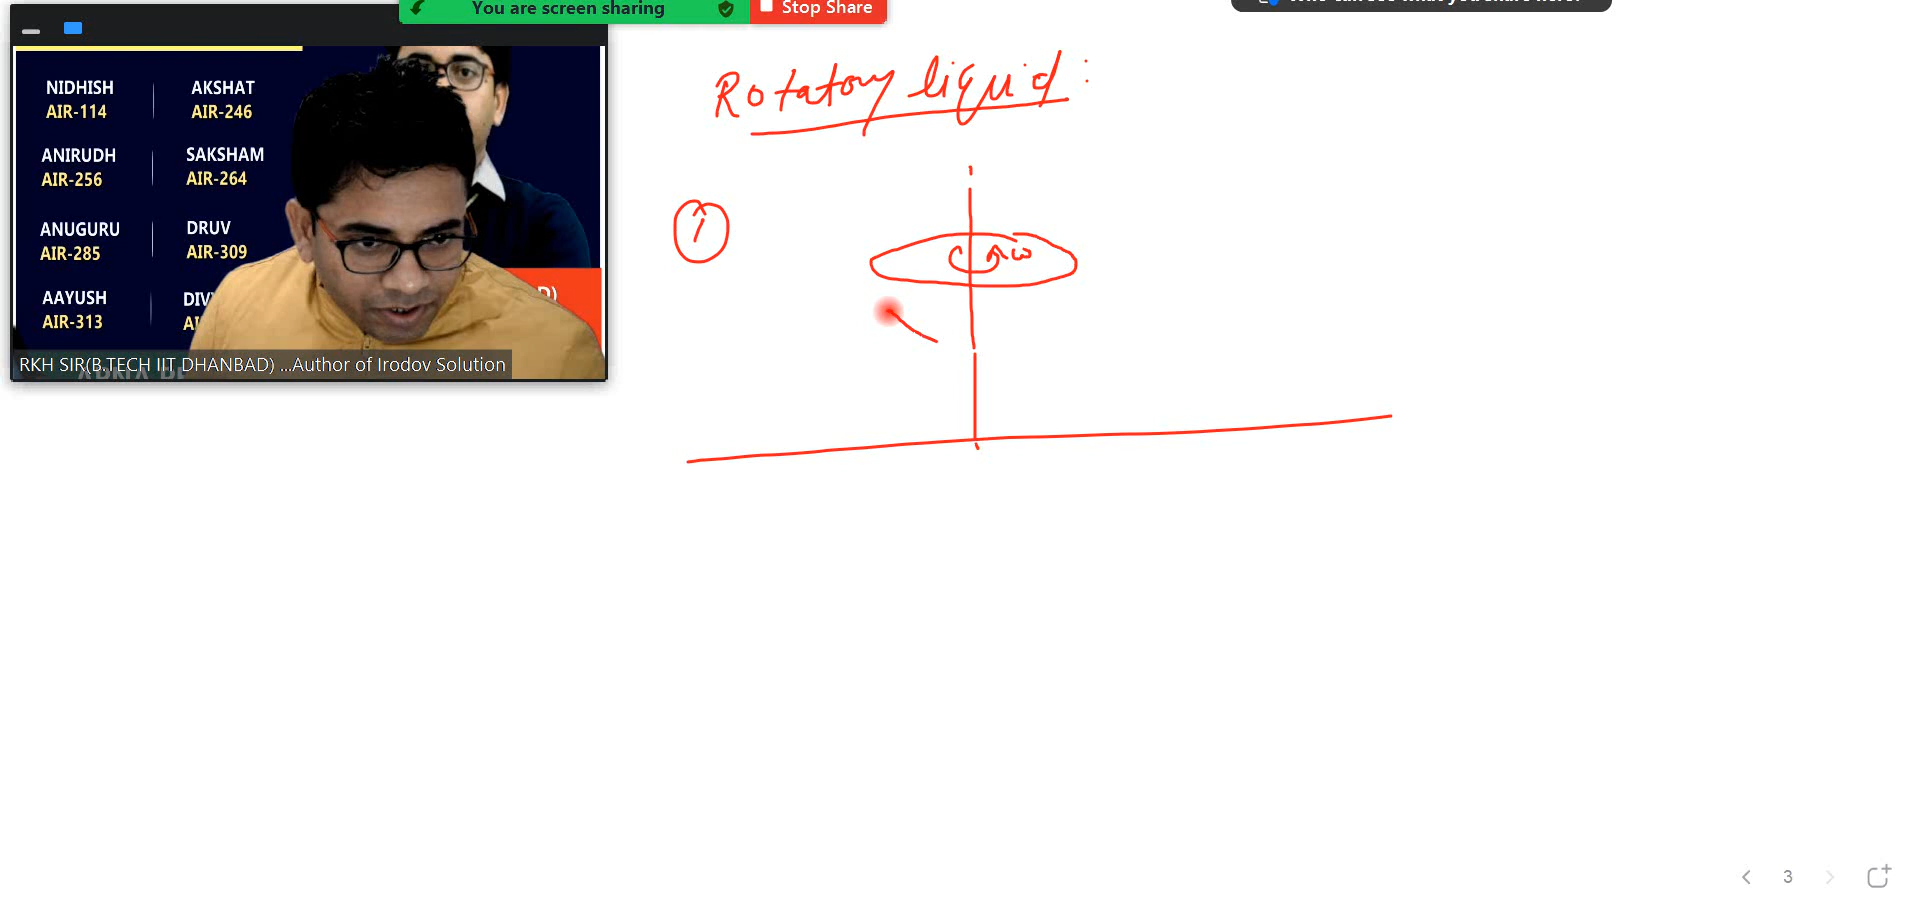 You are screen sharing
Stop Share
NIDHISH
AIR-114
AKSHAT
AIR-246
ANIRUDH
AIR-256
SAKSHAM
AIR-264
ANUGURU
AIR-285
DRUV
AIR-309
AAYUSH
AIR-313
RKH SIR(B.TECH IIT DHANBAD) ...Author of Irodov Solution
Rotatory liquid :
1
ω
3